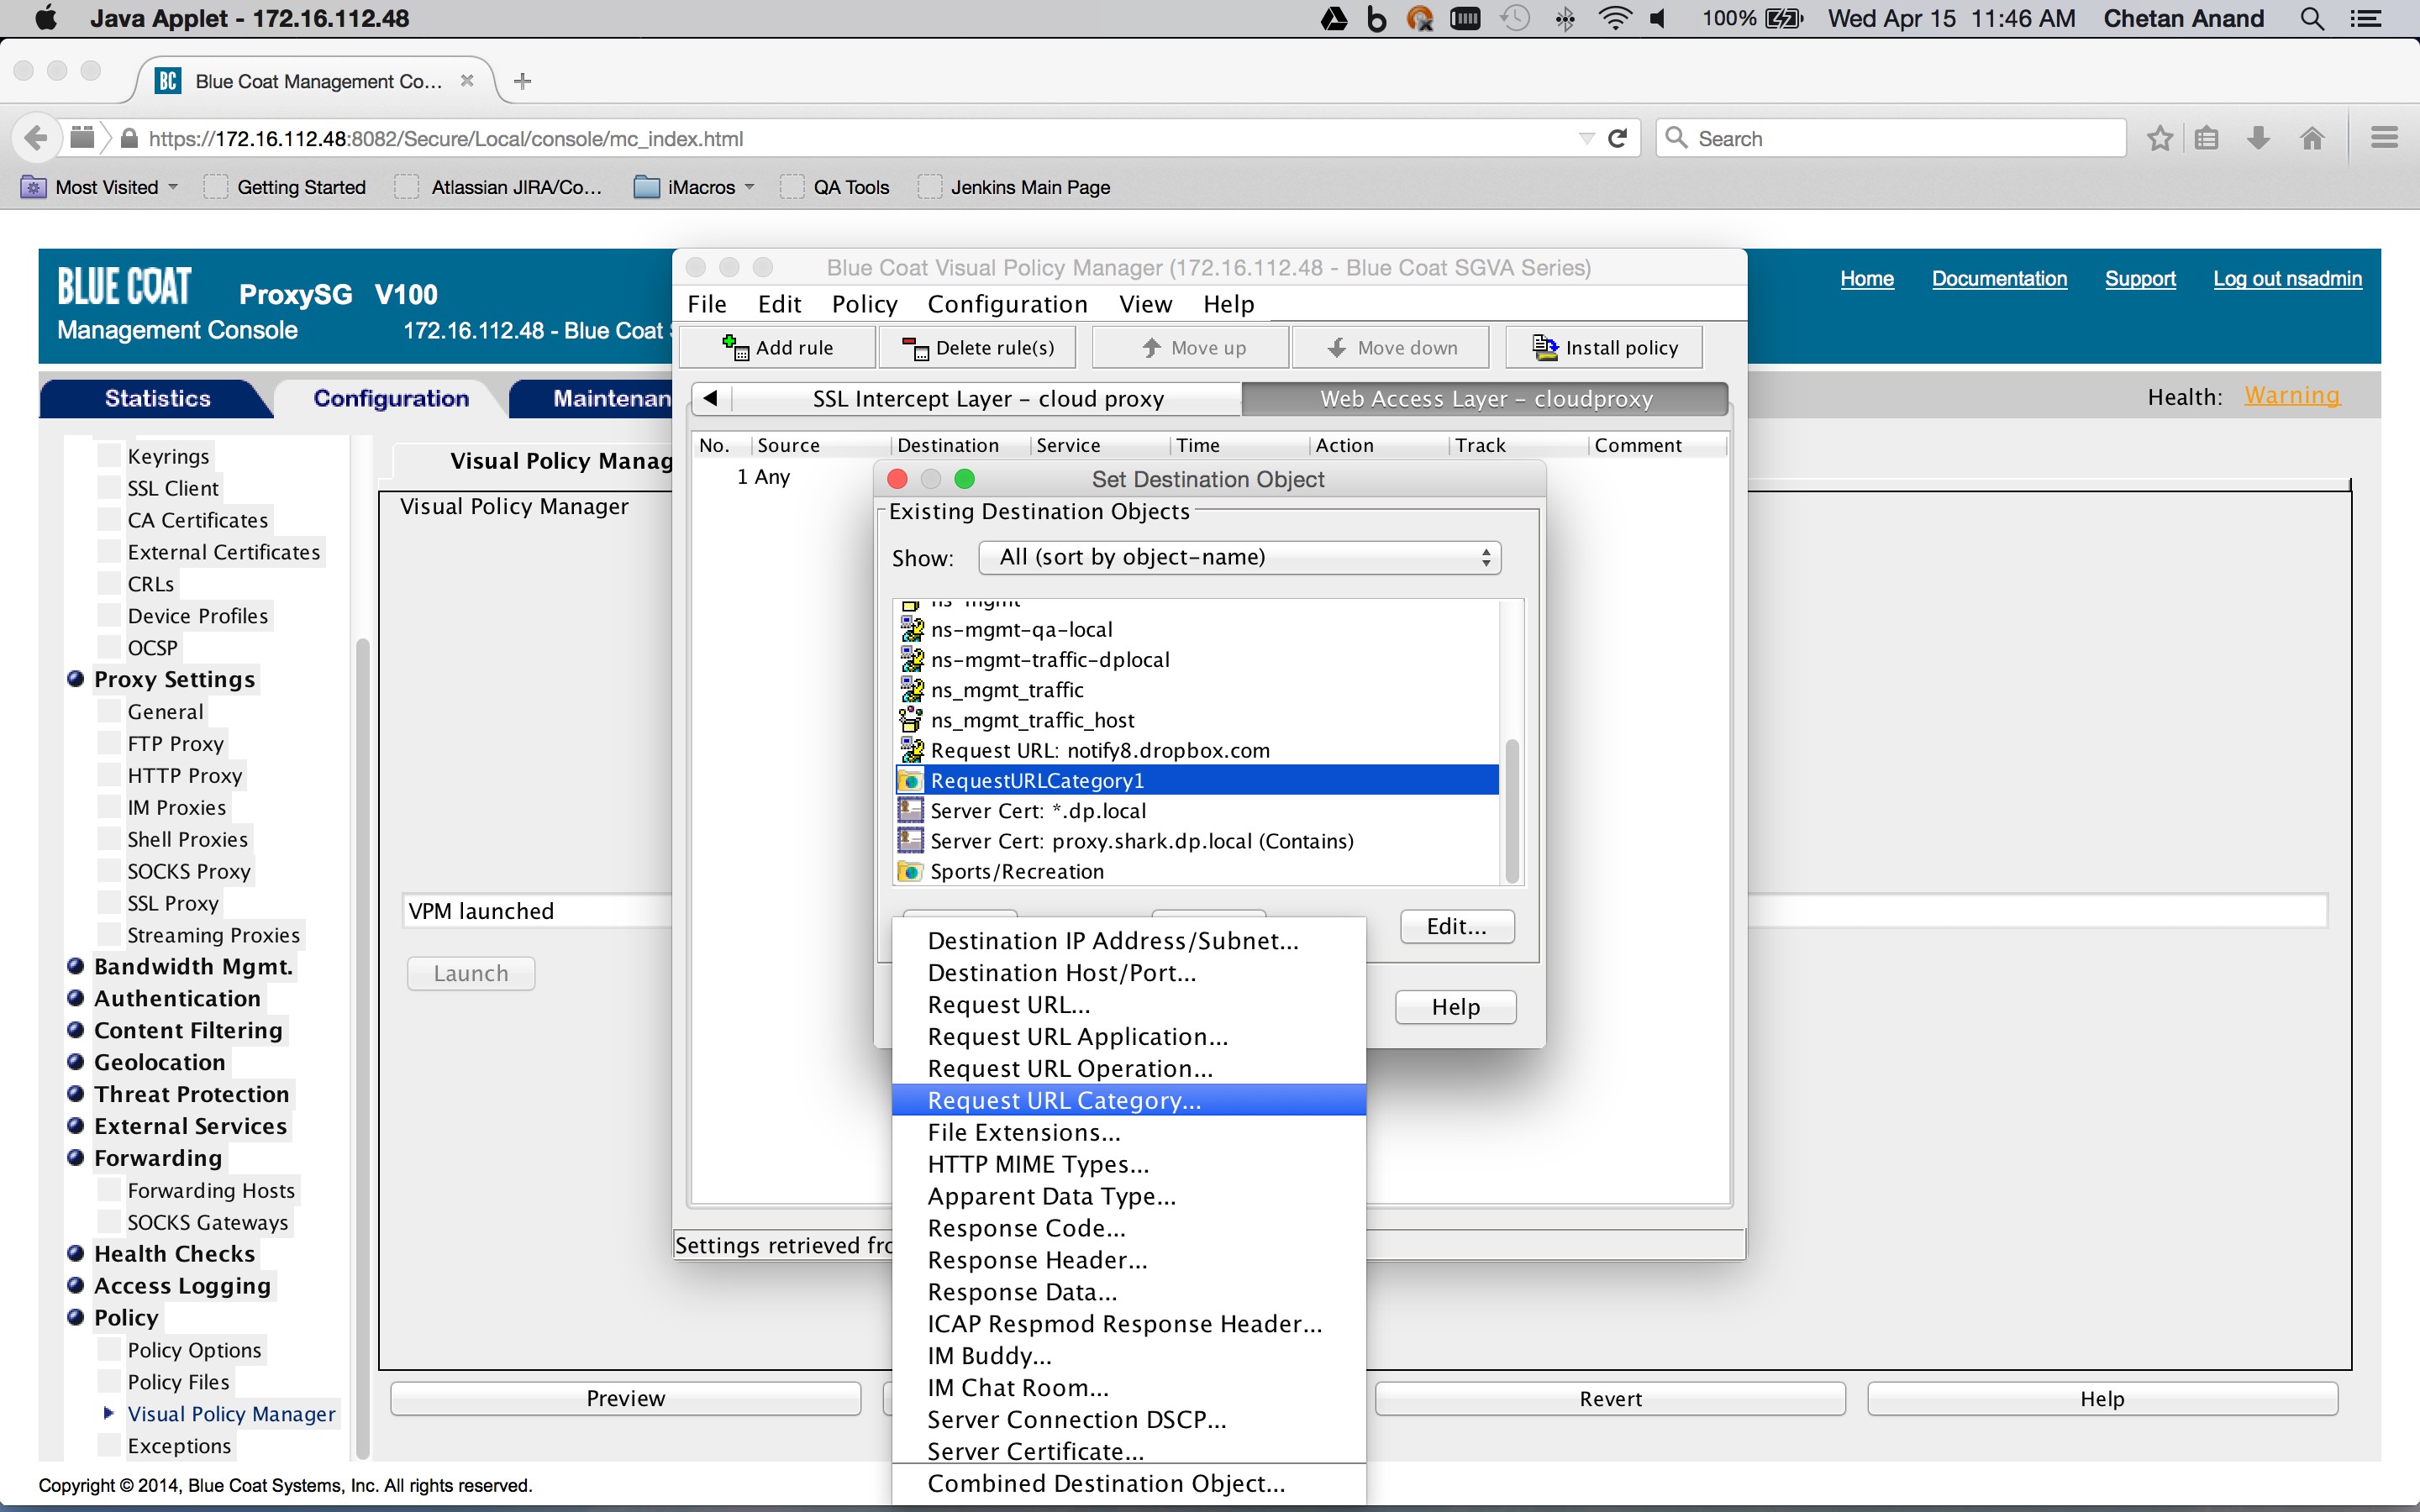 Java Applet - 172.16.112.48
100%
Wed Apr 15 11:46 AM
Chetan Anand
BC
Blue Coat Management Co...
https://172.16.112.48:8082/Secure/Local/console/mc_index.html
Search
Most Visited
Getting Started
Atlassian JIRA/Co...
iMacros
QA Tools
Jenkins Main Page
BLUE COAT
ProxySG V100
Management Console
172.16.112.48 - Blue Coat
Home
Documentation
Support
Log out nsadmin
Statistics
Configuration
Maintenan
Health:
Warning
Keyrings
SSL Client
CA Certificates
External Certificates
CRLs
Device Profiles
OCSP
Proxy Settings
General
FTP Proxy
HTTP Proxy
IM Proxies
Shell Proxies
SOCKS Proxy
SSL Proxy
Streaming Proxies
Bandwidth Mgmt.
Authentication
Content Filtering
Geolocation
Threat Protection
External Services
Forwarding
Forwarding Hosts
SOCKS Gateways
Health Checks
Access Logging
Policy
Policy Options
Policy Files
Visual Policy Manager
Exceptions
Visual Policy Manag
Visual Policy Manager
VPM launched
Launch
Blue Coat Visual Policy Manager (172.16.112.48 - Blue Coat SGVA Series)
File
Edit
Policy
Configuration
View
Help
Add rule
Delete rule(s)
Move up
Move down
Install policy
SSL Intercept Layer - cloud proxy
Web Access Layer - cloudproxy
No.
Source
Destination
Service
Time
Action
Track
Comment
1 Any
Set Destination Object
Existing Destination Objects
Show:
All (sort by object-name)
ns-mgmt-qa-local
ns-mgmt-traffic-dplocal
ns_mgmt_traffic
ns_mgmt_traffic_host
Request URL: notify8.dropbox.com
RequestURLCategory1
Server Cert: *.dp.local
Server Cert: proxy.shark.dp.local (Contains)
Sports/Recreation
Edit...
Help
Destination IP Address/Subnet...
Destination Host/Port...
Request URL...
Request URL Application...
Request URL Operation...
Request URL Category...
File Extensions...
HTTP MIME Types...
Apparent Data Type...
Response Code...
Response Header...
Response Data...
ICAP Respmod Response Header...
IM Buddy...
IM Chat Room...
Server Connection DSCP...
Server Certificate...
Combined Destination Object...
Settings retrieved fro
Preview
Revert
Help
Copyright © 2014, Blue Coat Systems, Inc. All rights reserved.